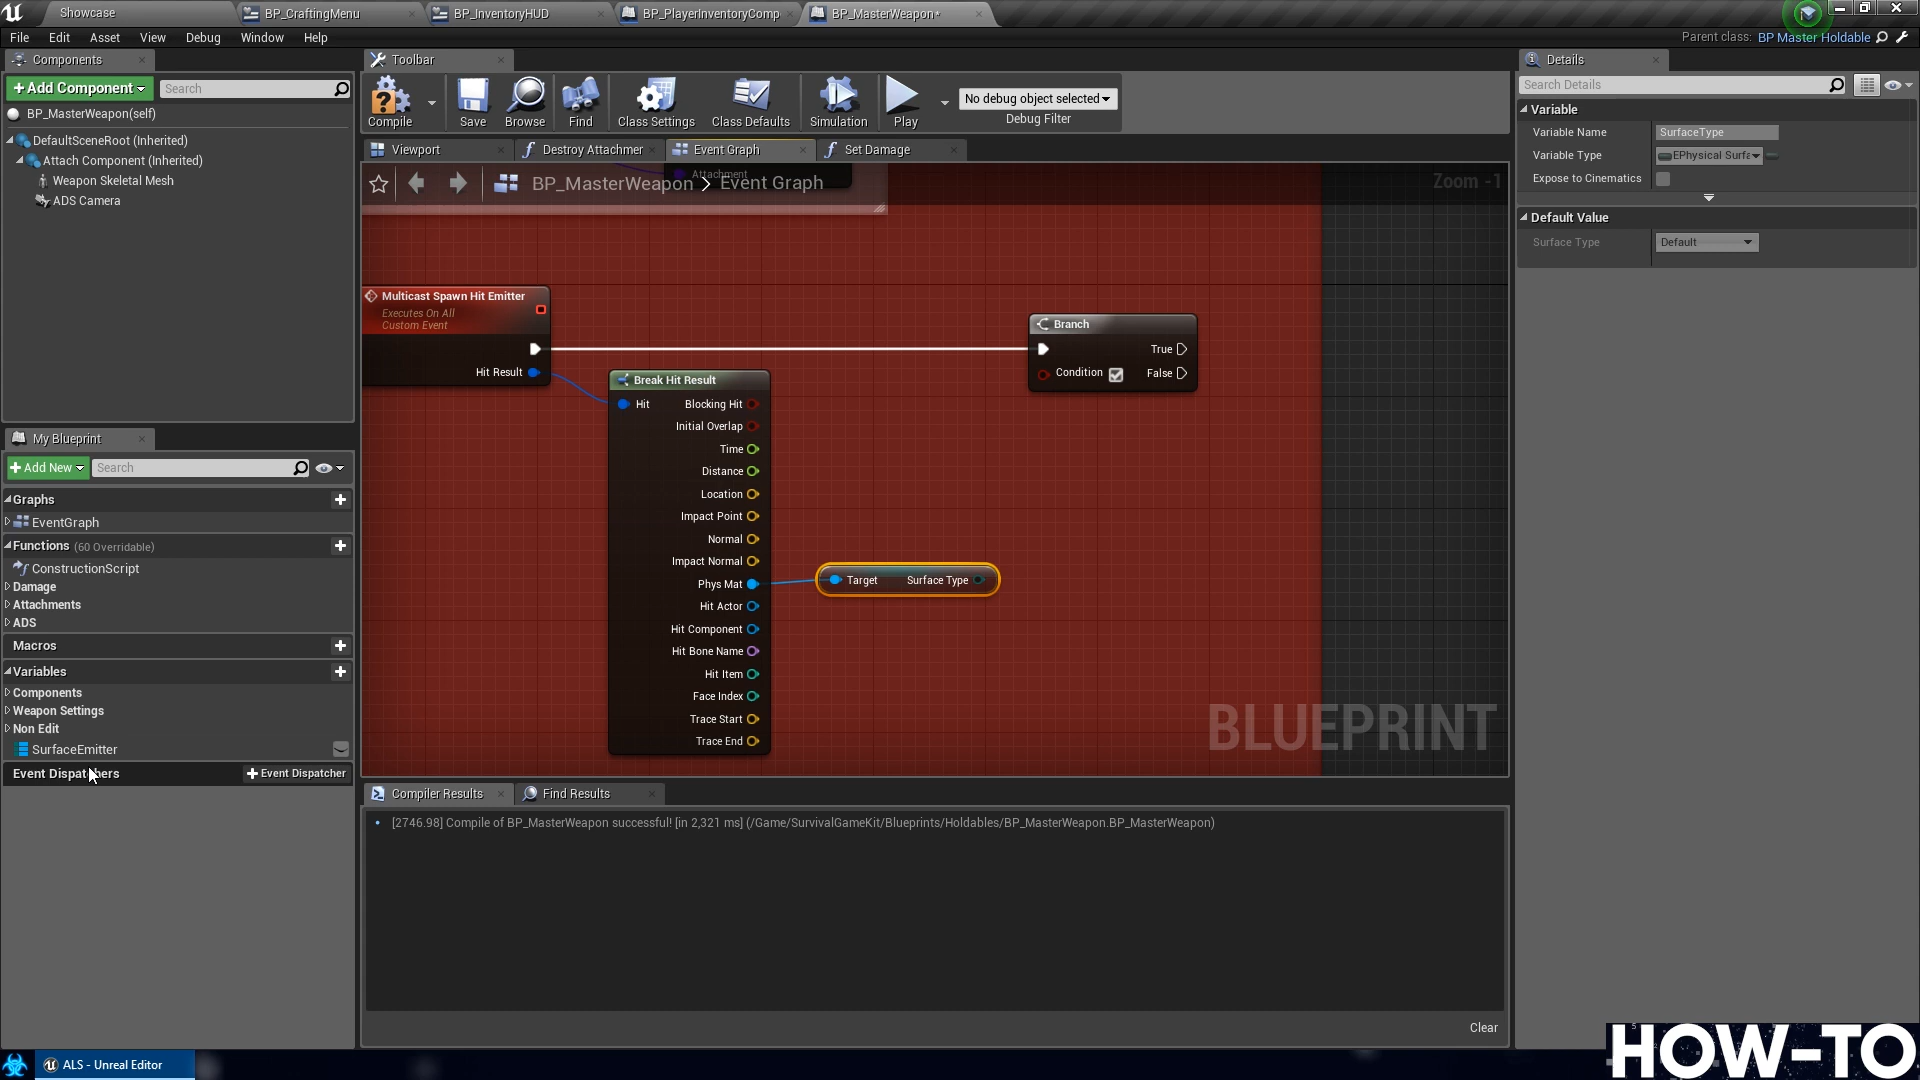 Showcase
BP_CraftingMenu
BP_InventoryHUD
BP_PlayerInventoryComp
BP_MasterWeapon*
File Edit Asset View Debug Window Help
Parent class: BP Master Holdable
Components
Toolbar
Details
+Add Component
Search
BP_MasterWeapon(self)
DefaultSceneRoot (Inherited)
Attach Component (Inherited)
Weapon Skeletal Mesh
ADS Camera
Compile
Save
Browse
Find
Class Settings
Class Defaults
Simulation
Play
No debug object selected
Debug Filter
Search Details
Variable
Variable Name
SurfaceType
Variable Type
EPhysical Surfa
Expose to Cinematics
Default Value
Surface Type
Default
Viewport
Destroy Attachmer
Event Graph
Set Damage
Attachment
BP_MasterWeapon > Event Graph
Zoom -1
Multicast Spawn Hit Emitter
Executes On All
Custom Event
Hit Result
Branch
True
Condition
False
Break Hit Result
Hit
Blocking Hit
Initial Overlap
Time
Distance
Location
Impact Point
Normal
Impact Normal
Phys Mat
Hit Actor
Hit Component
Hit Bone Name
Hit Item
Face Index
Trace Start
Trace End
Target
Surface Type
BLUEPRINT
My Blueprint
+Add New
Search
Graphs
EventGraph
Functions (60 Overridable)
ConstructionScript
Damage
Attachments
ADS
Macros
Variables
Components
Weapon Settings
Non Edit
SurfaceEmitter
Event Dispatchers
+Event Dispatcher
Compiler Results
Find Results
[2746.98] Compile of BP_MasterWeapon successful! [in 2,321 ms] (/Game/SurvivalGameKit/Blueprints/Holdables/BP_MasterWeapon.BP_MasterWeapon)
Clear
ALS - Unreal Editor
HOW-TO